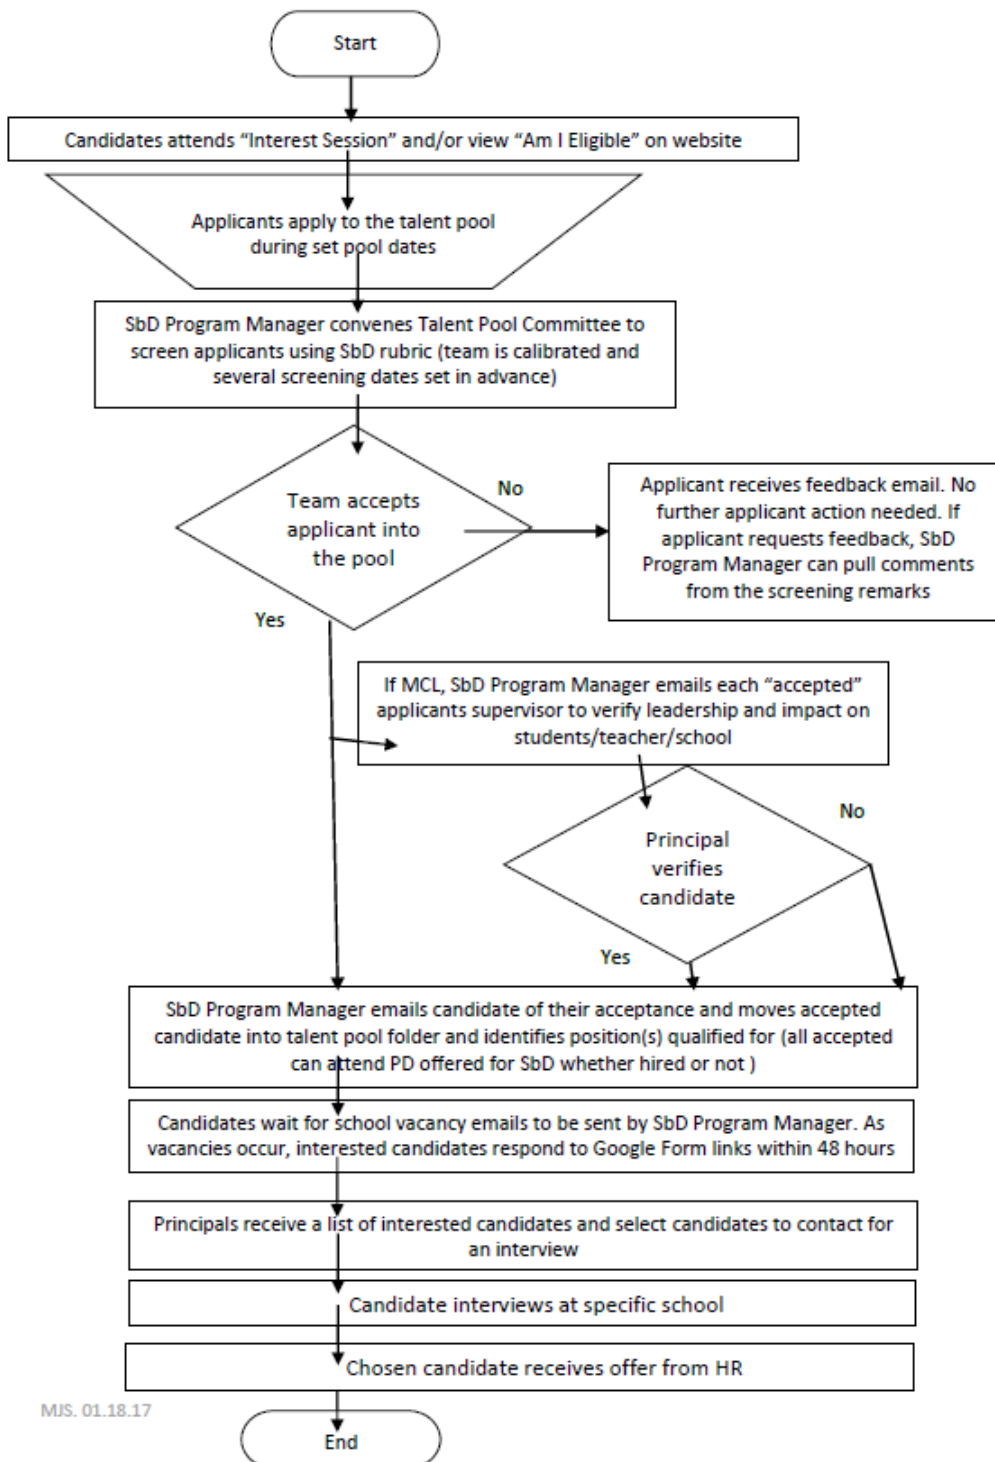 Start
Candidates attends “Interest Session” and/or view “Am I Eligible” on website
Applicants apply to the talent pool
during set pool dates
SbD Program Manager convenes Talent Pool Committee to
screen applicants using SbD rubric (team is calibrated and
several screening dates set in advance)
Team accepts
applicant into
the pool
No
Applicant receives feedback email. No
further applicant action needed. If
applicant requests feedback, SbD
Program Manager can pull comments
from the screening remarks
Yes
If MCL, SbD Program Manager emails each “accepted”
applicants supervisor to verify leadership and impact on
students/teacher/school
Principal
verifies
candidate
No
Yes
SbD Program Manager emails candidate of their acceptance and moves accepted
candidate into talent pool folder and identifies position(s) qualified for (all accepted
can attend PD offered for SbD whether hired or not )
Candidates wait for school vacancy emails to be sent by SbD Program Manager. As
vacancies occur, interested candidates respond to Google Form links within 48 hours
Principals receive a list of interested candidates and select candidates to contact for
an interview
Candidate interviews at specific school
Chosen candidate receives offer from HR
MJS. 01.18.17
End